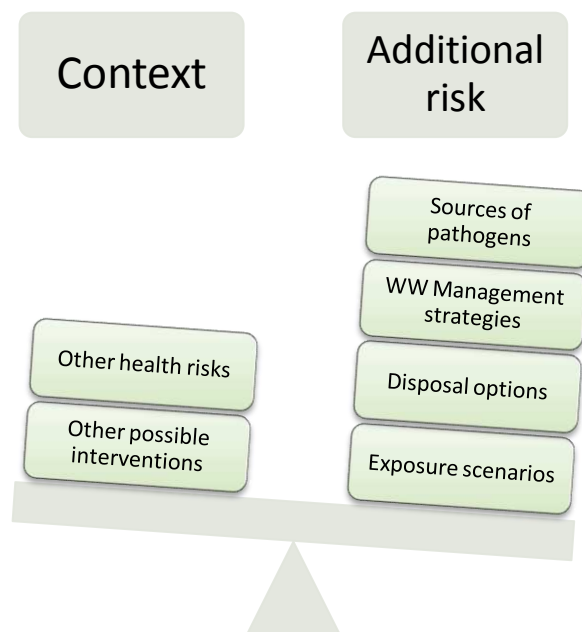 Context
Additional
risk
Sources of
pathogens
WW Management
strategies
Other health risks
Disposal options
Other possible
interventions
Exposure scenarios